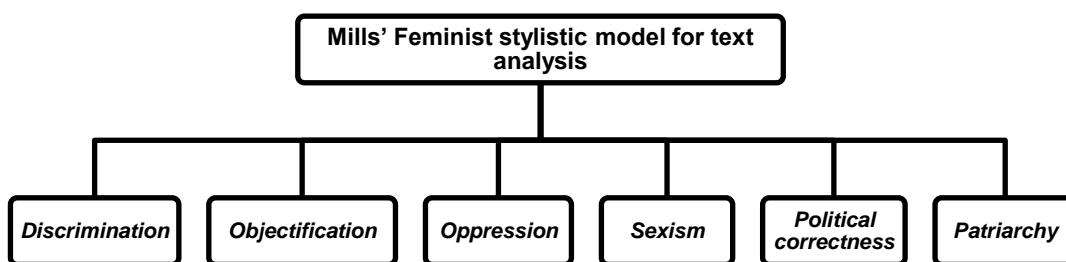 Mills’ Feminist stylistic model for text
analysis
Discrimination
Objectification
Oppression
Sexism
Political
correctness
Patriarchy